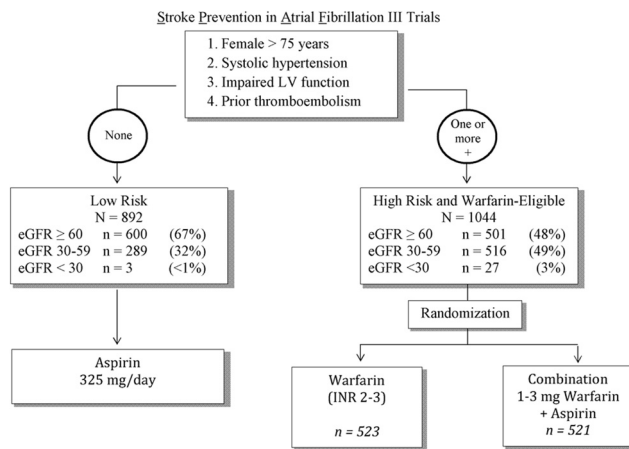 Stroke Prevention in Atrial Fibrillation III Trials
1. Female > 75 years
2. Systolic hypertension
3. Impaired LV function
4. Prior thromboembolism
None
One or
more
+
Low Risk
N = 892
eGFR ≥ 60 n = 600 (67%)
eGFR 30-59 n = 289 (32%)
eGFR < 30 n = 3 (<1%)
High Risk and Warfarin-Eligible
N = 1044
eGFR ≥ 60 n = 501 (48%)
eGFR 30-59 n = 516 (49%)
eGFR <30 n = 27 (3%)
Randomization
Aspirin
325 mg/day
Warfarin
(INR 2-3)
n = 523
Combination
1-3 mg Warfarin
+ Aspirin
n = 521